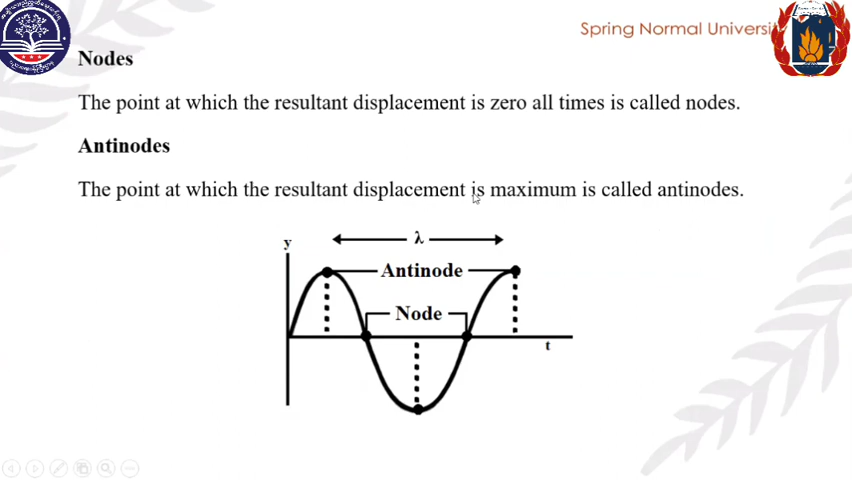 Spring Normal Universi
Nodes
The point at which the resultant displacement is zero all times is called nodes.
Antinodes
The point at which the resultant displacement is maximum is called antinodes.
y
λ
Antinode
Node
t